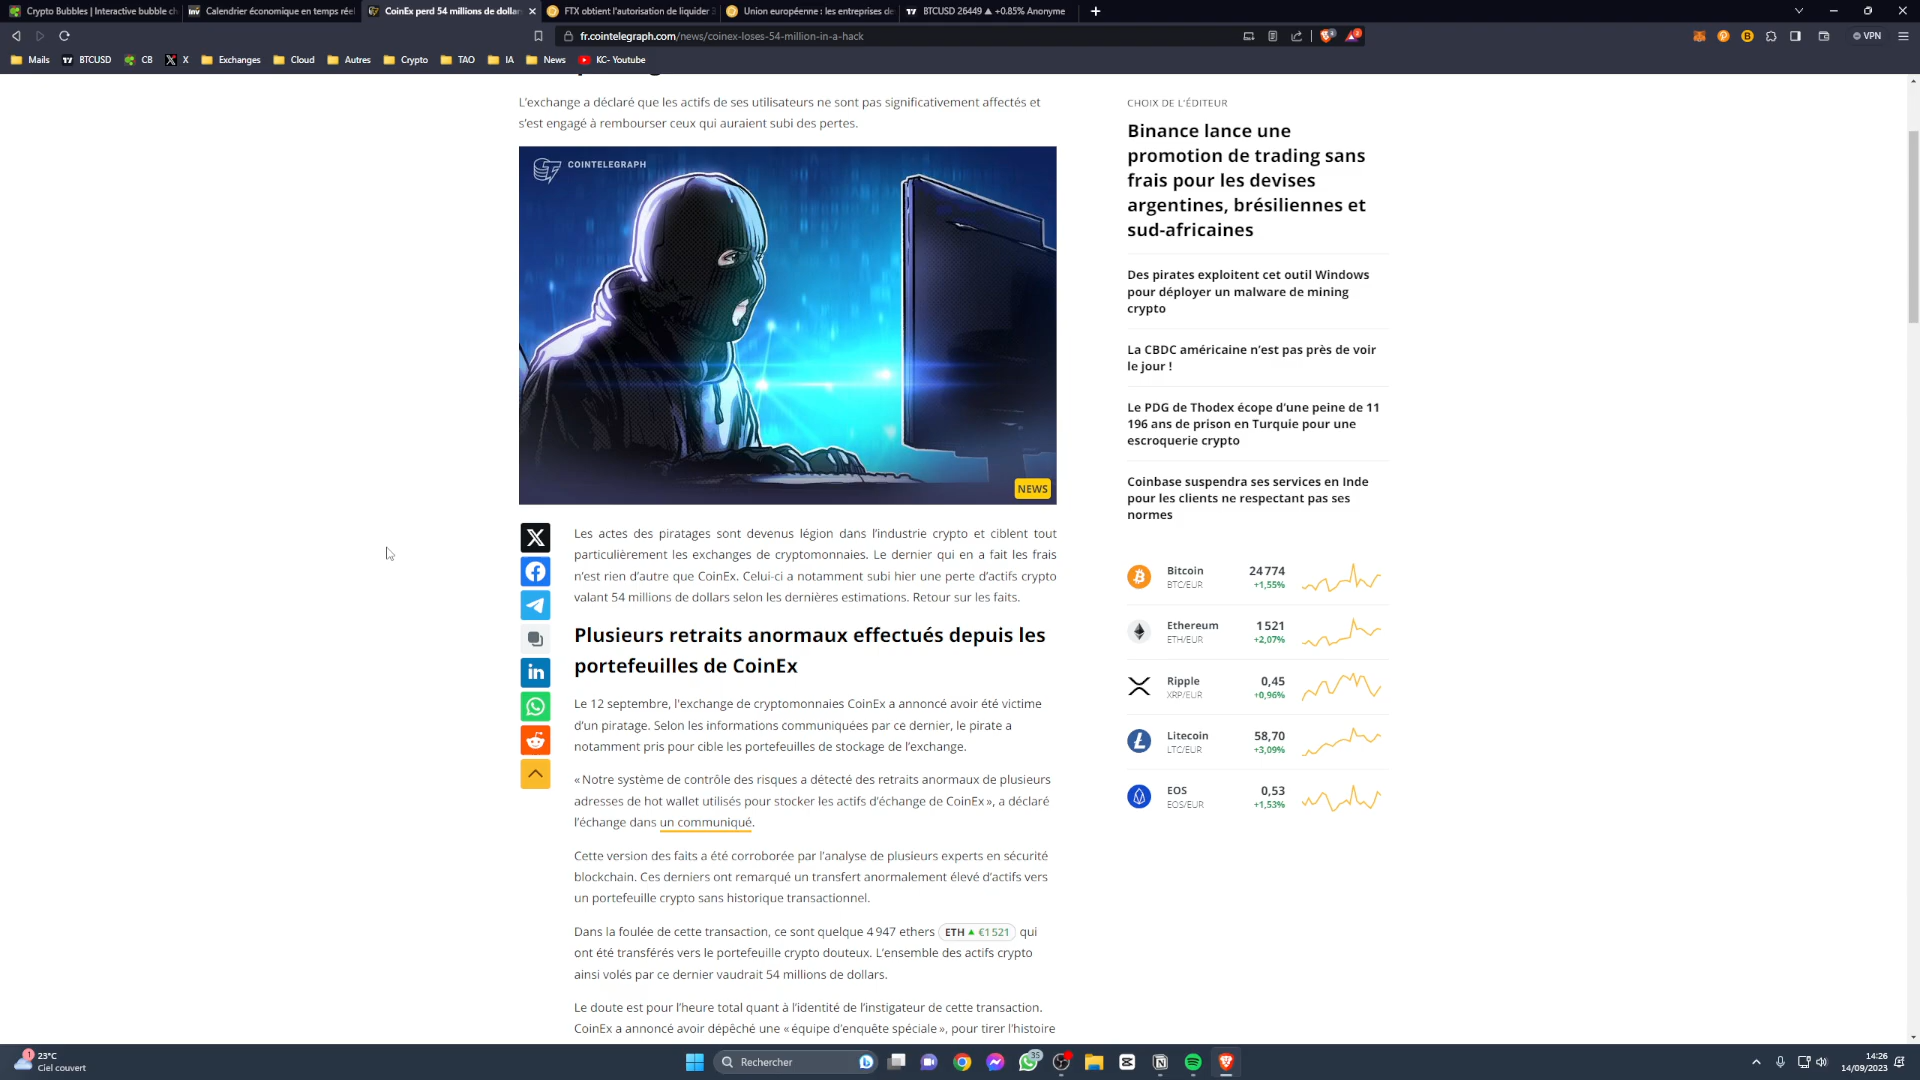 Crypto Bubbles | Interactive bubble ch
Calendrier économique en temps rée
CoinEx perd 54 millions de dolla
FTX obtient l'autorisation de liquider
Union européenne : les entreprises de
BTCUSD 26449 ▲ +0.85% Anonyme
fr.cointelegraph.com/news/coinex-loses-54-million-in-a-hack
VPN
Mails
BTCUSD
CB
X
Exchanges
Cloud
Autres
Crypto
TAO
IA
News
KC- Youtube
L'exchange a déclaré que les actifs de ses utilisateurs ne sont pas significativement affectés et
s'est engagé à rembourser ceux qui auraient subi des pertes.
COINTELEGRAPH
NEWS
Les actes des piratages sont devenus légion dans l'industrie crypto et ciblent tout
particulièrement les exchanges de cryptomonnaies. Le dernier qui en a fait les frais
n'est rien d'autre que CoinEx. Celui-ci a notamment subi hier une perte d'actifs crypto
valant 54 millions de dollars selon les dernières estimations. Retour sur les faits.
Plusieurs retraits anormaux effectués depuis les
portefeuilles de CoinEx
Le 12 septembre, l'exchange de cryptomonnaies CoinEx a annoncé avoir été victime
d'un piratage. Selon les informations communiquées par ce dernier, le pirate a
notamment pris pour cible les portefeuilles de stockage de l'exchange.
« Notre système de contrôle des risques a détecté des retraits anormaux de plusieurs
adresses de hot wallet utilisés pour stocker les actifs d'échange de CoinEx », a déclaré
l'échange dans un communiqué.
Cette version des faits a été corroborée par l'analyse de plusieurs experts en sécurité
blockchain. Ces derniers ont remarqué un transfert anormalement élevé d'actifs vers
un portefeuille crypto sans historique transactionnel.
Dans la foulée de cette transaction, ce sont quelque 4 947 ethers ETH ▲ €1 521 qui
ont été transférés vers le portefeuille crypto douteux. L'ensemble des actifs crypto
ainsi volés par ce dernier vaudrait 54 millions de dollars.
Le doute est pour l'heure total quant à l'identité de l'instigateur de cette transaction.
CoinEx a annoncé avoir dépêché une « équipe d'enquête spéciale », pour tirer l'histoire
CHOIX DE L'ÉDITEUR
Binance lance une
promotion de trading sans
frais pour les devises
argentines, brésiliennes et
sud-africaines
Des pirates exploitent cet outil Windows
pour déployer un malware de mining
crypto
La CBDC américaine n'est pas près de voir
le jour !
Le PDG de Thodex écope d'une peine de 11
196 ans de prison en Turquie pour une
escroquerie crypto
Coinbase suspendra ses services en Inde
pour les clients ne respectant pas ses
normes
Bitcoin 24 774
BTC/EUR +1,55%
Ethereum 1 521
ETH/EUR +2,07%
Ripple 0,45
XRP/EUR +0,96%
Litecoin 58,70
LTC/EUR +3,09%
EOS 0,53
EOS/EUR +1,53%
23°C
Ciel couvert
Rechercher
35
14:26
14/09/2023